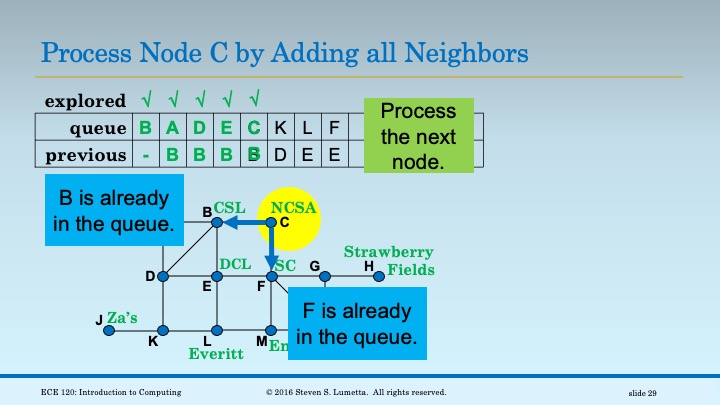 Process Node C by Adding all Neighbors
explored √ √ √ √ √
queue B A D E C K L F
previous - B B B B D E E
Process
the next
node.
B is already
in the queue.
B CSL NCSA
C
Strawberry
D DCL SC G H Fields
E F
F is already
in the queue.
J Za's
K L M En
Everitt
ECE 120: Introduction to Computing © 2016 Steven S. Lumetta. All rights reserved. slide 29